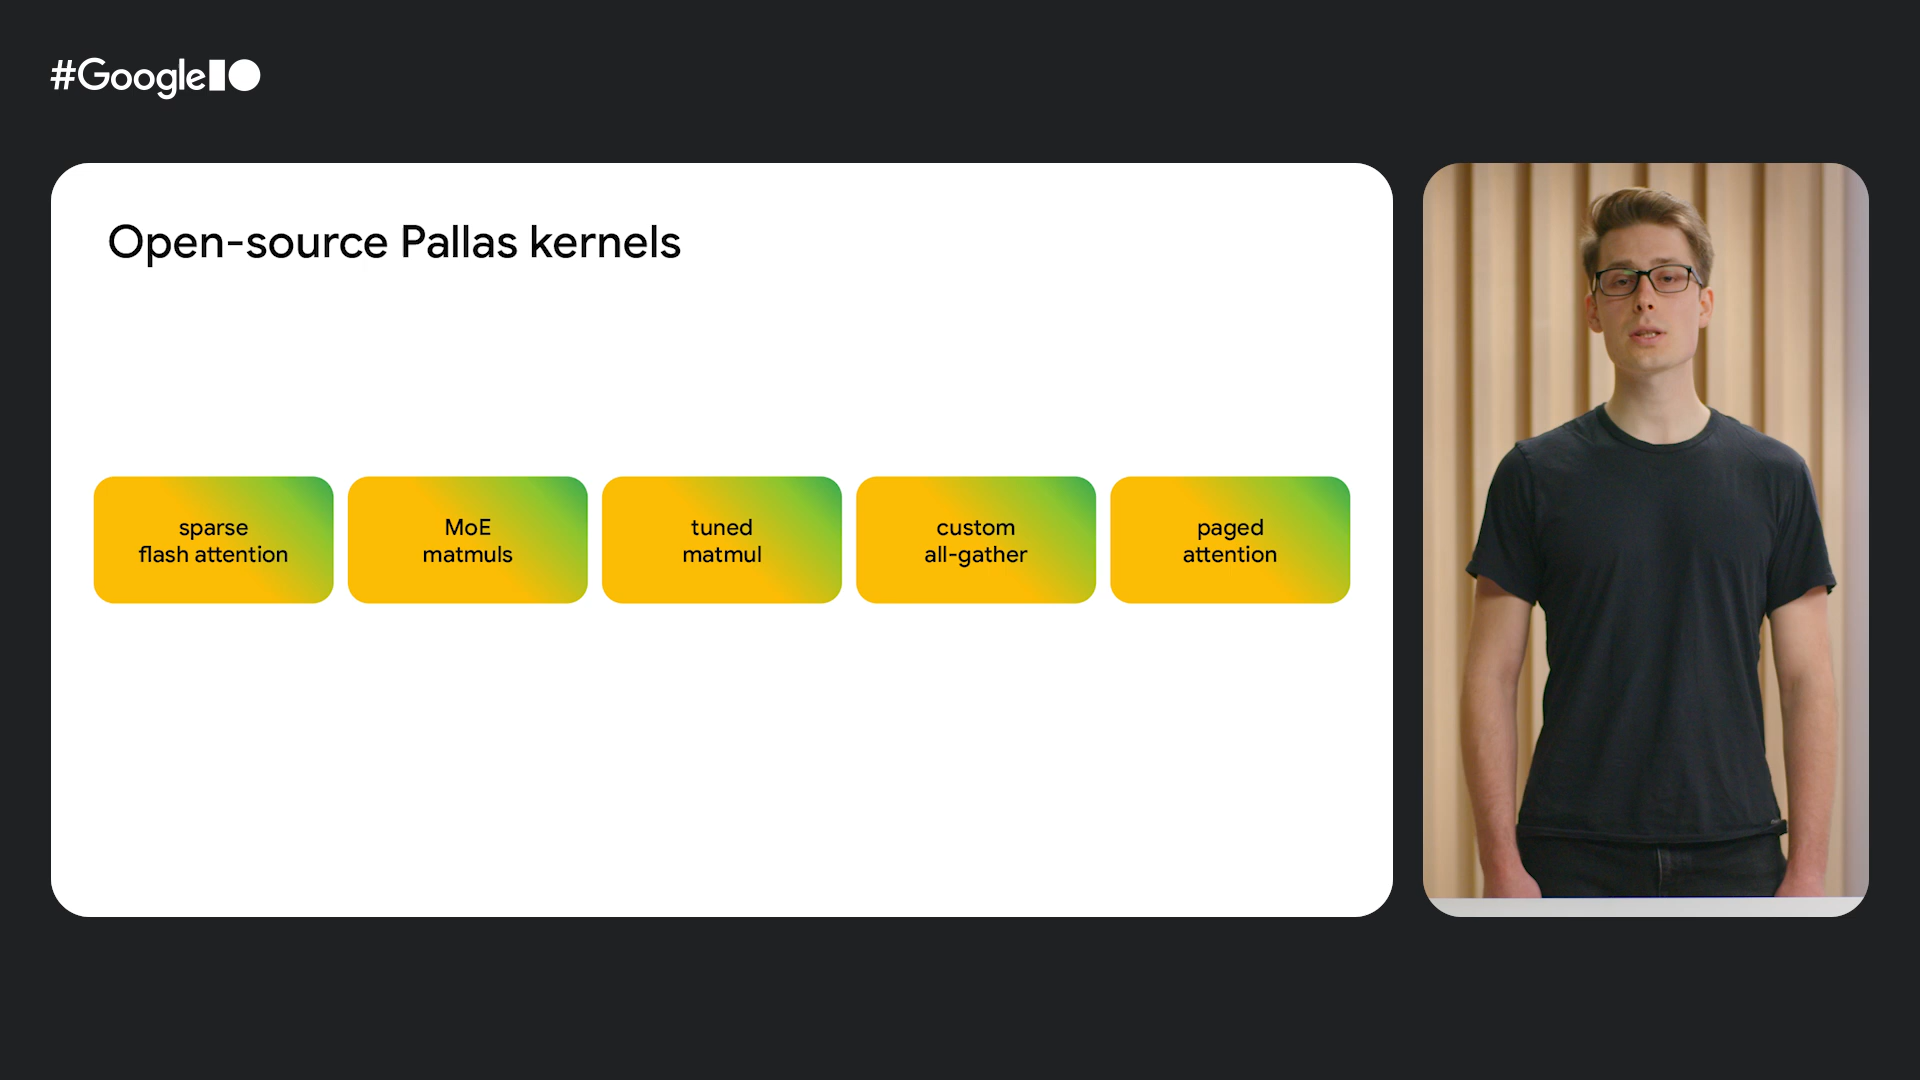 #GoogleIO
Open-source Pallas kernels
sparse
flash attention
MoE
matmuls
tuned
matmul
custom
all-gather
paged
attention